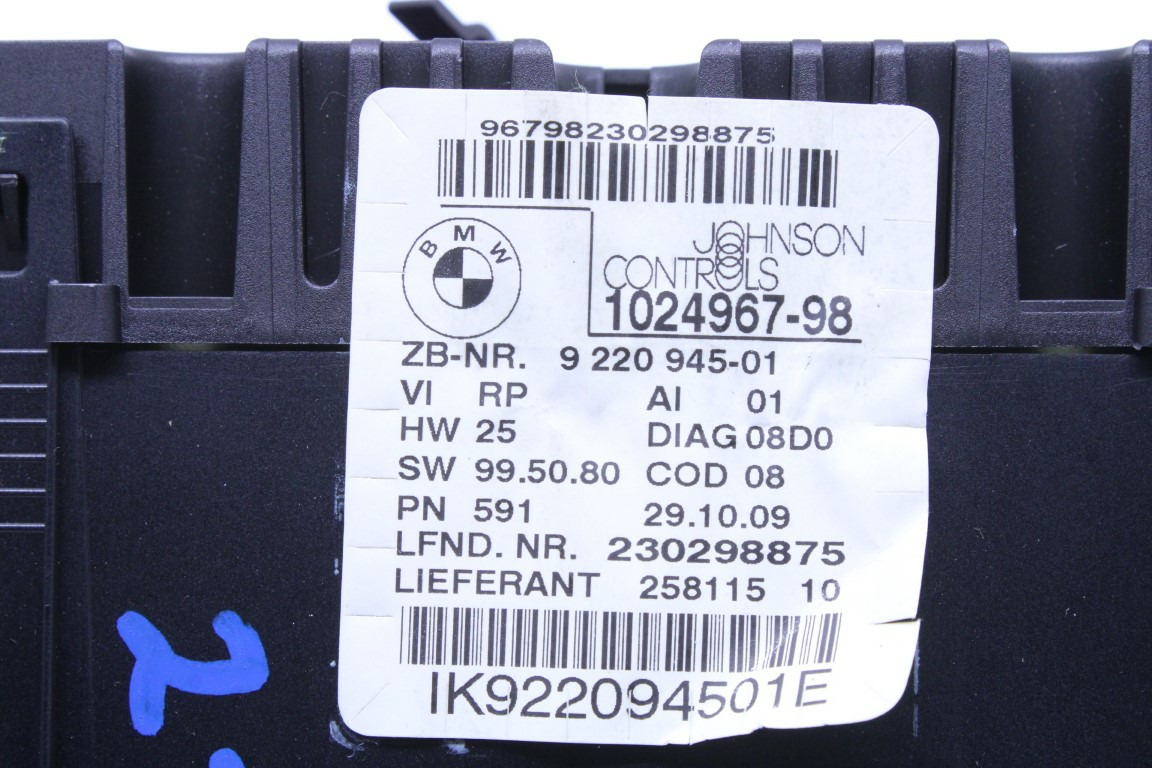 96798230298875
BMW
JOHNSON
CONTROLS
1024967-98
ZB-NR. 9 220 945-01
VI RP AI 01
HW 25 DIAG 08D0
SW 99.50.80 COD 08
PN 591 29.10.09
LFND. NR. 230298875
LIEFERANT 258115 10
IK922094501E